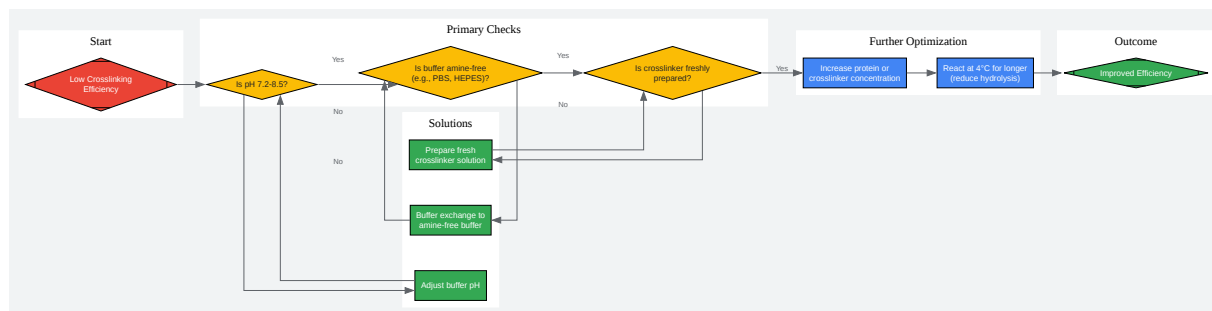 Start
Low Crosslinking
Efficiency
Primary Checks
Is pH 7.2-8.5?
Yes
No
No
Is buffer amine-free
(e.g., PBS, HEPES)?
Yes
No
Is crosslinker freshly
prepared?
Yes
Solutions
Prepare fresh
crosslinker solution
Buffer exchange to
amine-free buffer
Adjust buffer pH
Further Optimization
Increase protein or
crosslinker concentration
React at 4°C for longer
(reduce hydrolysis)
Outcome
Improved Efficiency